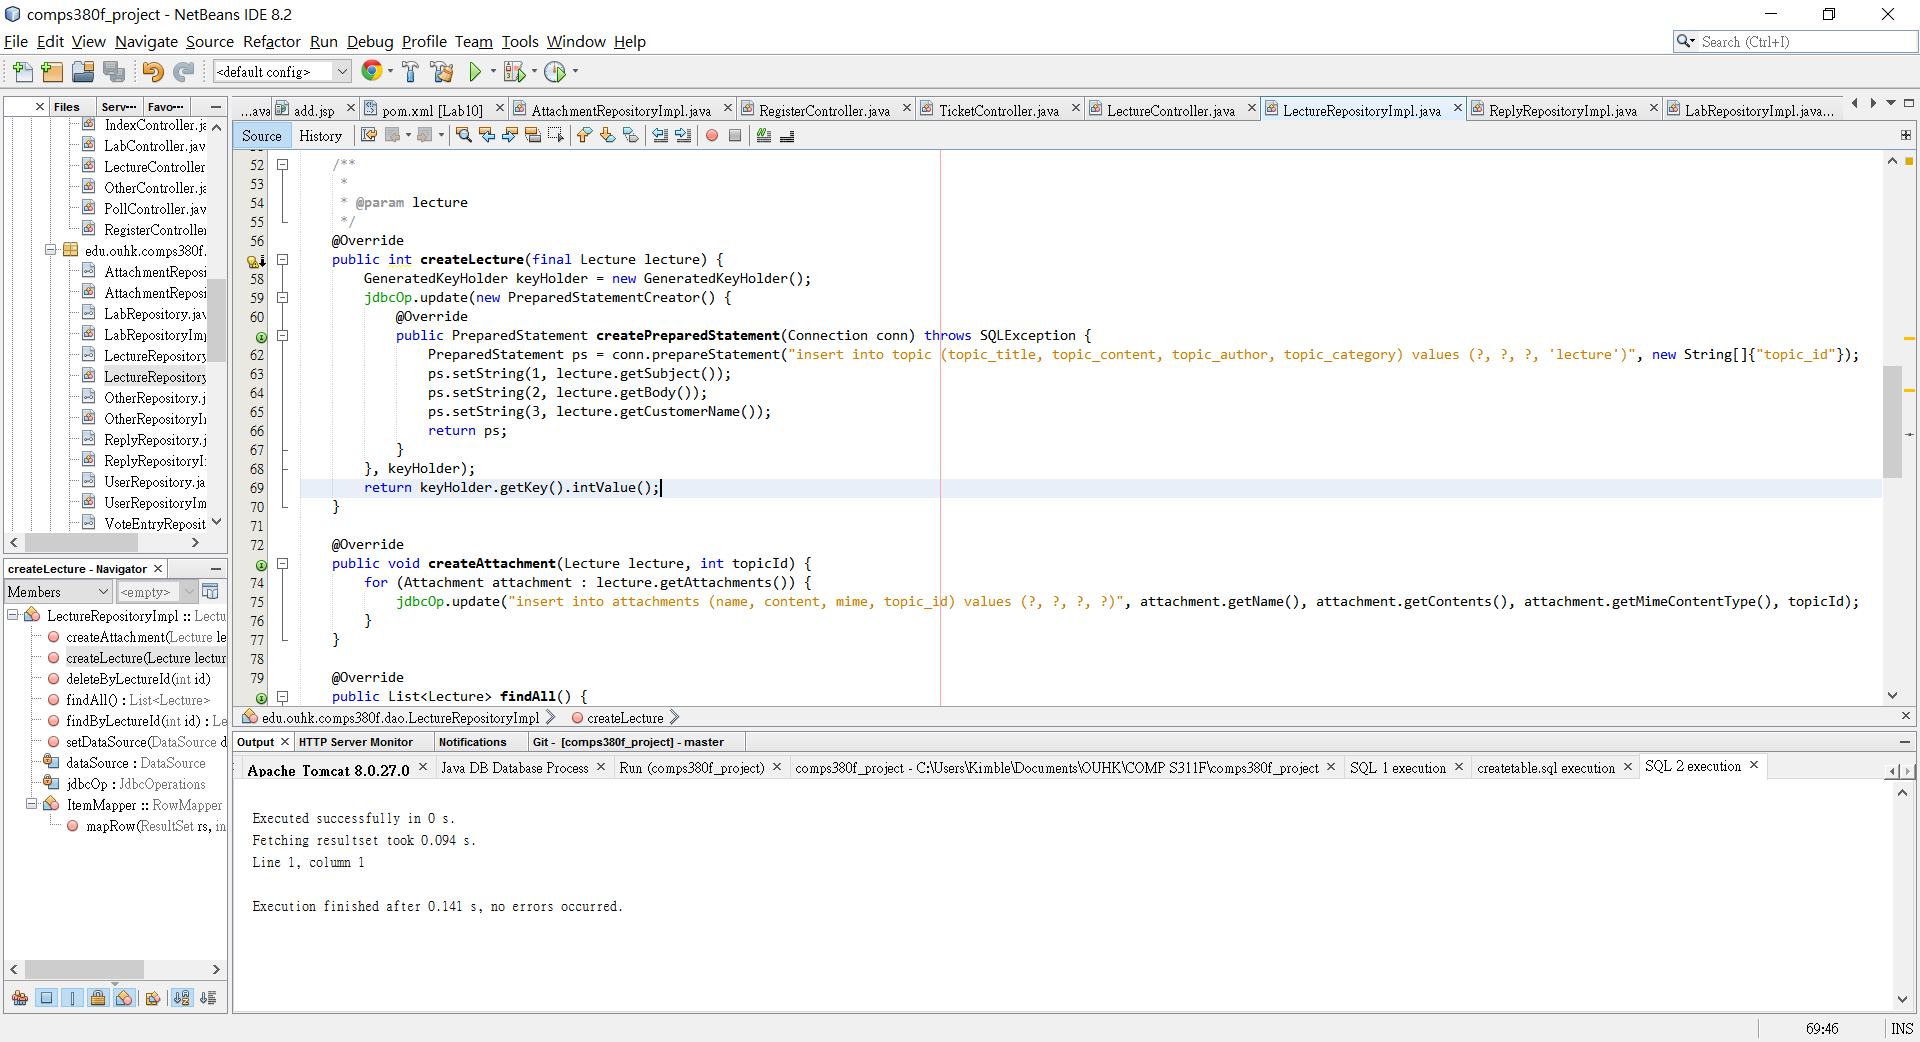 comps380f_project - NetBeans IDE 8.2
File Edit View Navigate Source Refactor Run Debug Profile Team Tools Window Help
Search (Ctrl+I)
<default config>
Files Serv··· Favo···
...ava add.jsp pom.xml [Lab10] AttachmentRepositoryImpl.java RegisterController.java TicketController.java LectureController.java LectureRepositoryImpl.java ReplyRepositoryImpl.java LabRepositoryImpl.java...
Source History
IndexController.ja
LabController.jav
LectureController
OtherController.ja
PollController.jav
RegisterController
edu.ouhk.comps380f.
AttachmentReposi
AttachmentReposi
LabRepository.jav
LabRepositoryImp
LectureRepository
LectureRepository
OtherRepository.j
OtherRepositoryI
ReplyRepository.j
ReplyRepositoryI
UserRepository.ja
UserRepositoryIm
VoteEntryReposit
52 /**
53 *
54 * @param lecture
55 */
56 @Override
public int createLecture(final Lecture lecture) {
58 GeneratedKeyHolder keyHolder = new GeneratedKeyHolder();
59 jdbcOp.update(new PreparedStatementCreator() {
60 @Override
public PreparedStatement createPreparedStatement(Connection conn) throws SQLException {
62 PreparedStatement ps = conn.prepareStatement("insert into topic (topic_title, topic_content, topic_author, topic_category) values (?, ?, ?, 'lecture')", new String[]{"topic_id"});
63 ps.setString(1, lecture.getSubject());
64 ps.setString(2, lecture.getBody());
65 ps.setString(3, lecture.getCustomerName());
66 return ps;
67 }
68 }, keyHolder);
69 return keyHolder.getKey().intValue();
70 }
71
72 @Override
public void createAttachment(Lecture lecture, int topicId) {
74 for (Attachment attachment : lecture.getAttachments()) {
75 jdbcOp.update("insert into attachments (name, content, mime, topic_id) values (?, ?, ?, ?)", attachment.getName(), attachment.getContents(), attachment.getMimeContentType(), topicId);
76 }
77 }
78
79 @Override
public List<Lecture> findAll() {
edu.ouhk.comps380f.dao.LectureRepositoryImpl createLecture
createLecture - Navigator
Members <empty>
LectureRepositoryImpl :: Lectu
createAttachment(Lecture le
createLecture(Lecture lectur
deleteByLectureId(int id)
findAll() : List<Lecture>
findByLectureId(int id) : Le
setDataSource(DataSource d
dataSource : DataSource
jdbcOp : JdbcOperations
ItemMapper :: RowMapper
mapRow(ResultSet rs, in
Output HTTP Server Monitor Notifications Git - [comps380f_project] - master
Apache Tomcat 8.0.27.0 Java DB Database Process Run (comps380f_project) comps380f_project - C:\Users\Kimble\Documents\OUHK\COMP S311F\comps380f_project SQL 1 execution createtable.sql execution SQL 2 execution
Executed successfully in 0 s.
Fetching resultset took 0.094 s.
Line 1, column 1
Execution finished after 0.141 s, no errors occurred.
69:46 INS